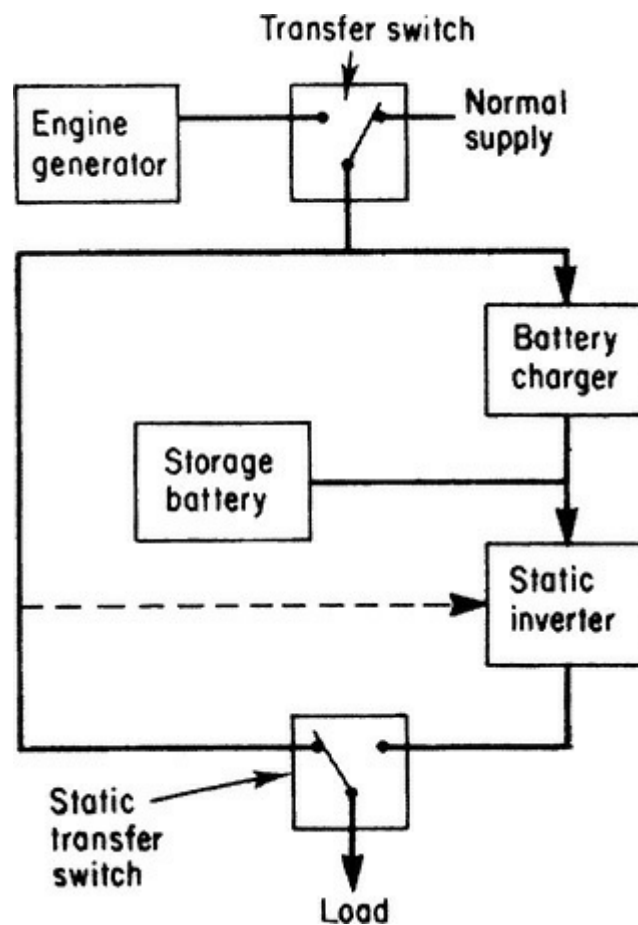 Transfer switch
Engine
generator
Normal
supply
Battery
charger
Storage
battery
Static
inverter
Static
transfer
switch
Load